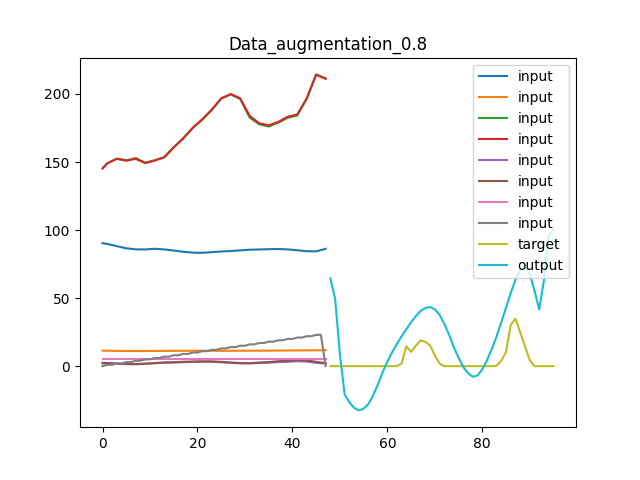 Data_augmentation_0.8
200
150
100
50
0
0
20
40
60
80
input
input
input
input
input
input
input
input
target
output